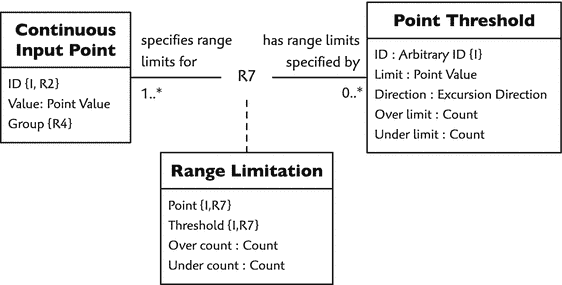 Continuous
Input Point
ID {I, R2}
Value: Point Value
Group {R4}
specifies range
limits for
1..*
R7
has range limits
specified by
0..*
Point Threshold
ID : Arbitrary ID {I}
Limit : Point Value
Direction : Excursion Direction
Over limit : Count
Under limit : Count
Range Limitation
Point {I,R7}
Threshold {I,R7}
Over count : Count
Under count : Count